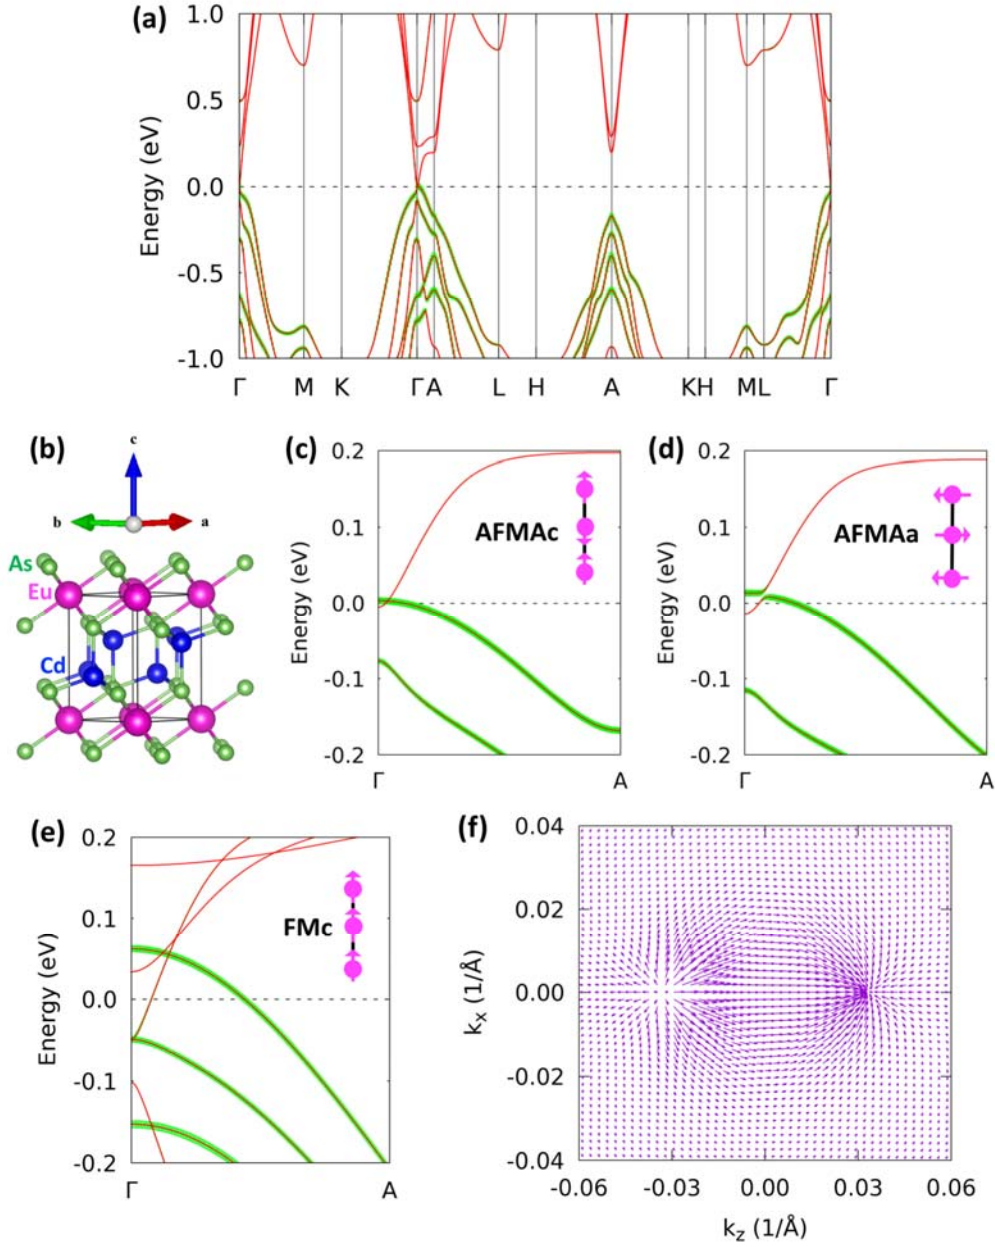 (a)
1.0
0.5
0.0
-0.5
-1.0
Energy (eV)
Γ M K Γ A L H A K H M L Γ
(b)
c
b
a
As
Eu
Cd
(c)
0.2
0.1
0.0
-0.1
-0.2
Energy (eV)
AFMAc
Γ A
(d)
0.2
0.1
0.0
-0.1
-0.2
Energy (eV)
AFMAa
Γ A
(e)
0.2
0.1
0.0
-0.1
-0.2
Energy (eV)
FMc
Γ A
(f)
0.04
0.02
0.00
-0.02
-0.04
kx (1/Å)
-0.06 -0.03 0.00 0.03 0.06
kz (1/Å)